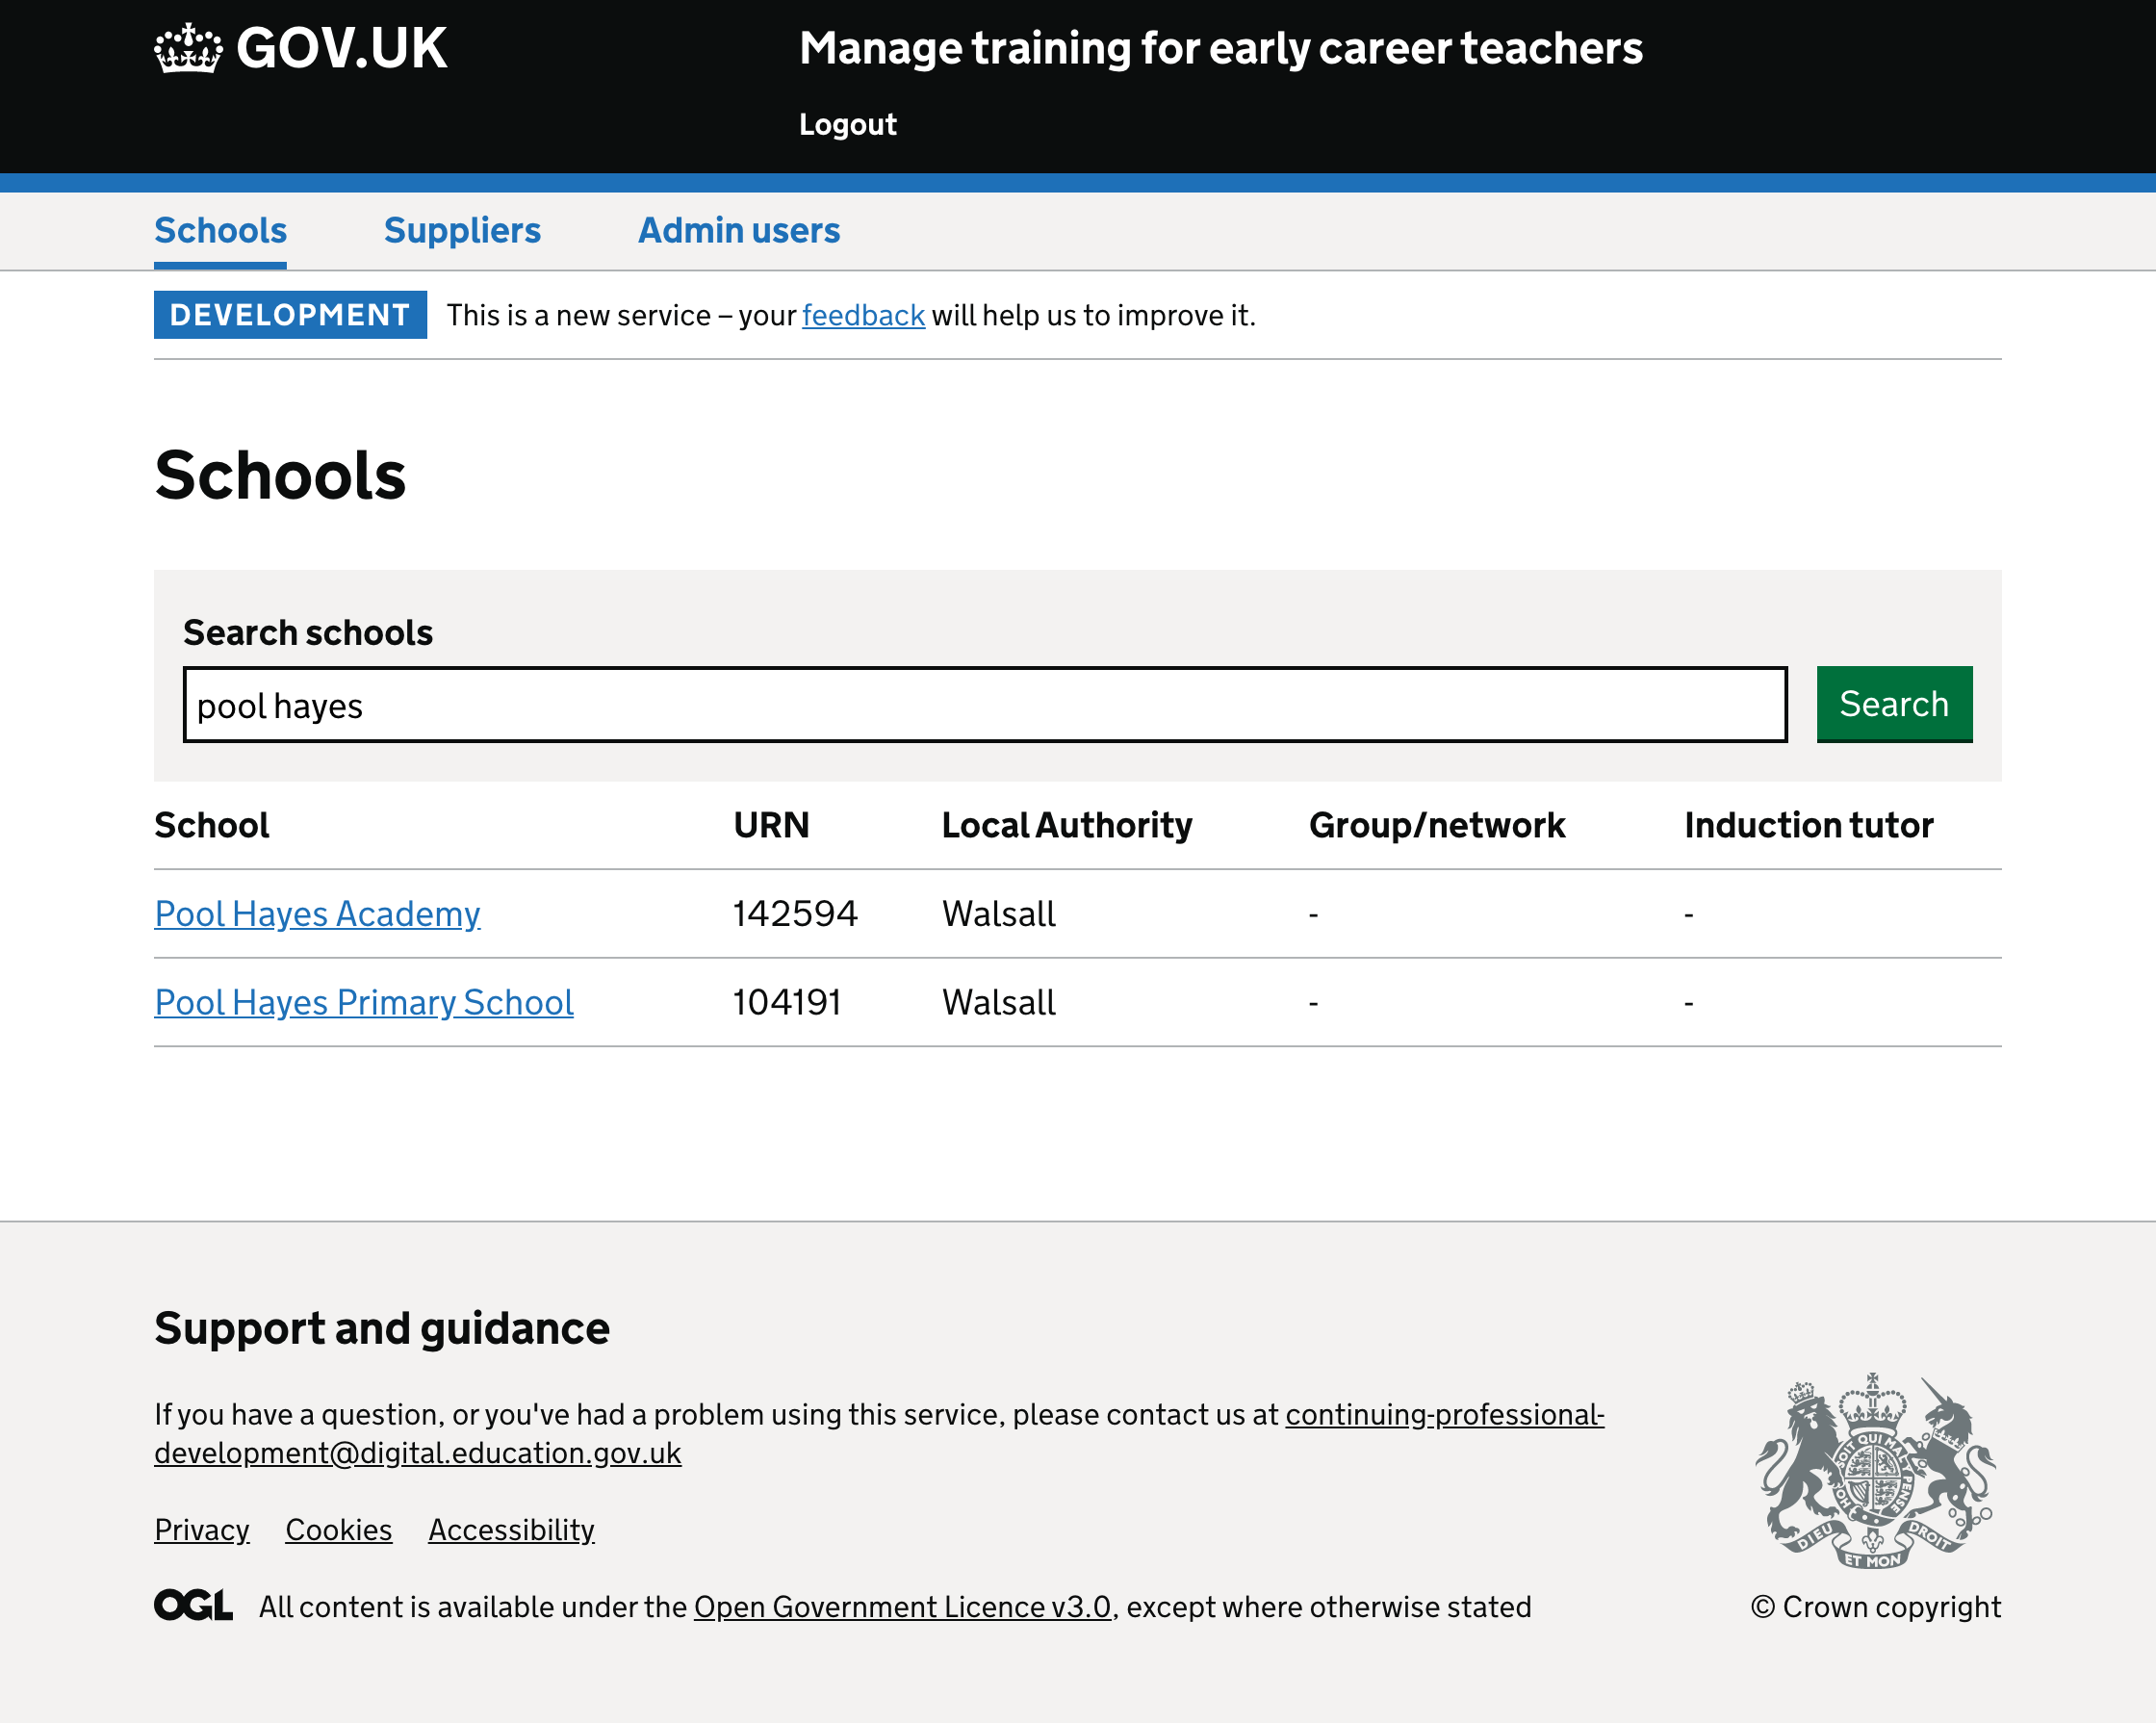 GOV.UK
Manage training for early career teachers
Logout
Schools Suppliers Admin users
DEVELOPMENT This is a new service – your feedback will help us to improve it.
Schools
Search schools
pool hayes
Search
School URN Local Authority Group/network Induction tutor
Pool Hayes Academy 142594 Walsall - -
Pool Hayes Primary School 104191 Walsall - -
Support and guidance
If you have a question, or you've had a problem using this service, please contact us at continuing-professional-
development@digital.education.gov.uk
Privacy Cookies Accessibility
OGL All content is available under the Open Government Licence v3.0, except where otherwise stated
SOIT QUI MAL Y PENSE
DIEU ET MON DROIT
© Crown copyright